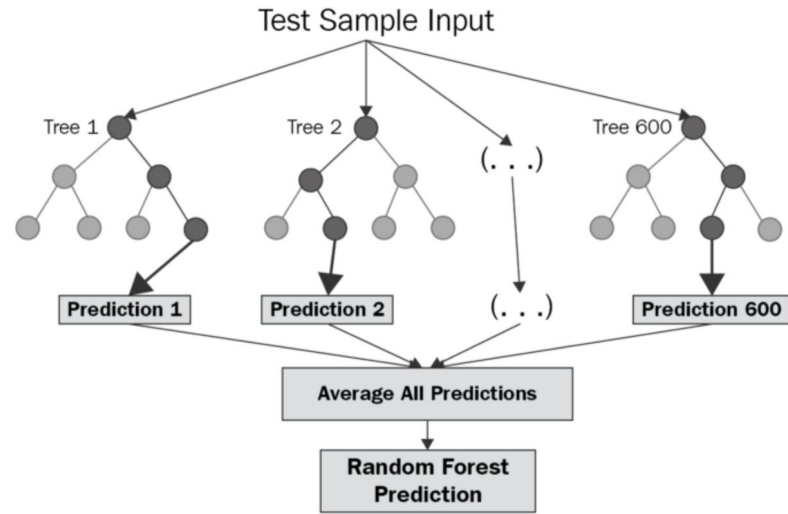 Test Sample Input
Tree 1
Tree 2
(. . .)
Tree 600
Prediction 1
Prediction 2
(. . .)
Prediction 600
Average All Predictions
Random Forest
Prediction